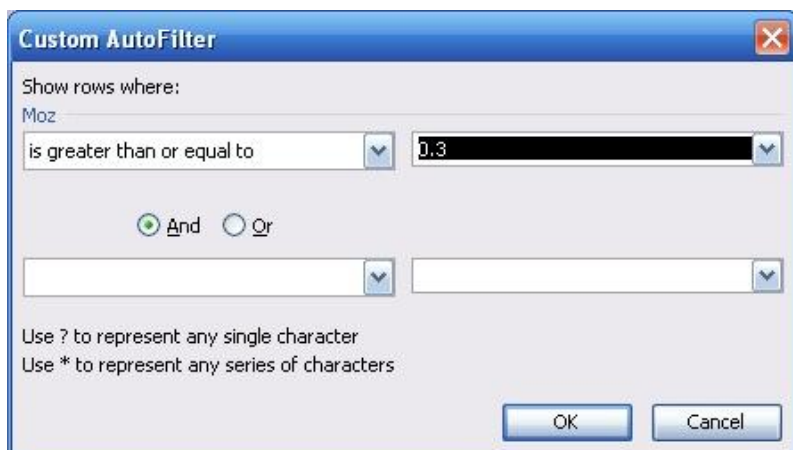 Custom AutoFilter
Show rows where:
Moz
is greater than or equal to 0.3
And Or
Use ? to represent any single character
Use * to represent any series of characters
OK Cancel